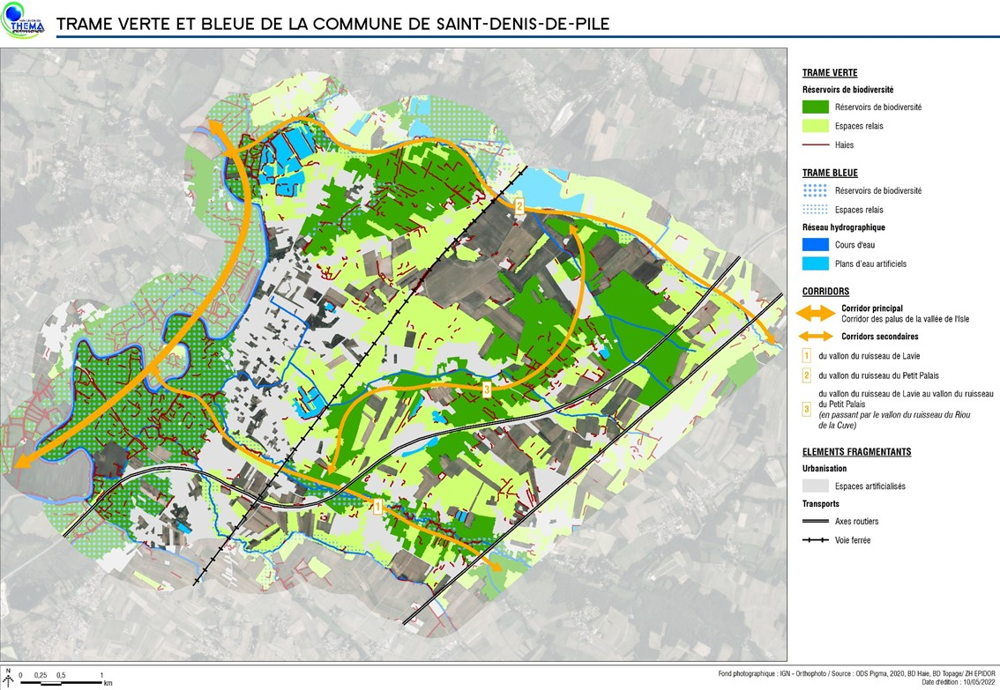 THEMA
TRAME VERTE ET BLEUE DE LA COMMUNE DE SAINT-DENIS-DE-PILE
2
3
1
TRAME VERTE
Réservoirs de biodiversité
Réservoirs de biodiversité
Espaces relais
Haies
TRAME BLEUE
Réservoirs de biodiversité
Espaces relais
Réseau hydrographique
Cours d'eau
Plans d'eau artificiels
CORRIDORS
Corridor principal
Corridor des palus de la vallée de l'Isle
Corridors secondaires
1 du vallon du ruisseau de Lavie
2 du vallon du ruisseau du Petit Palais
du vallon du ruisseau de Lavie au vallon du ruisseau
3 du Petit Palais
(en passant par le vallon du ruisseau du Riou
de la Cuve)
ELEMENTS FRAGMENTANTS
Urbanisation
Espaces artificialisés
Transports
Axes routiers
Voie ferrée
N
0 0,25 0,5 1
km
Fond photographique : IGN - Orthophoto / Source : ODS Pigma, 2020, BD Haie, BD Topage/ ZH EPIDOR
Date d'édition : 10/05/2022